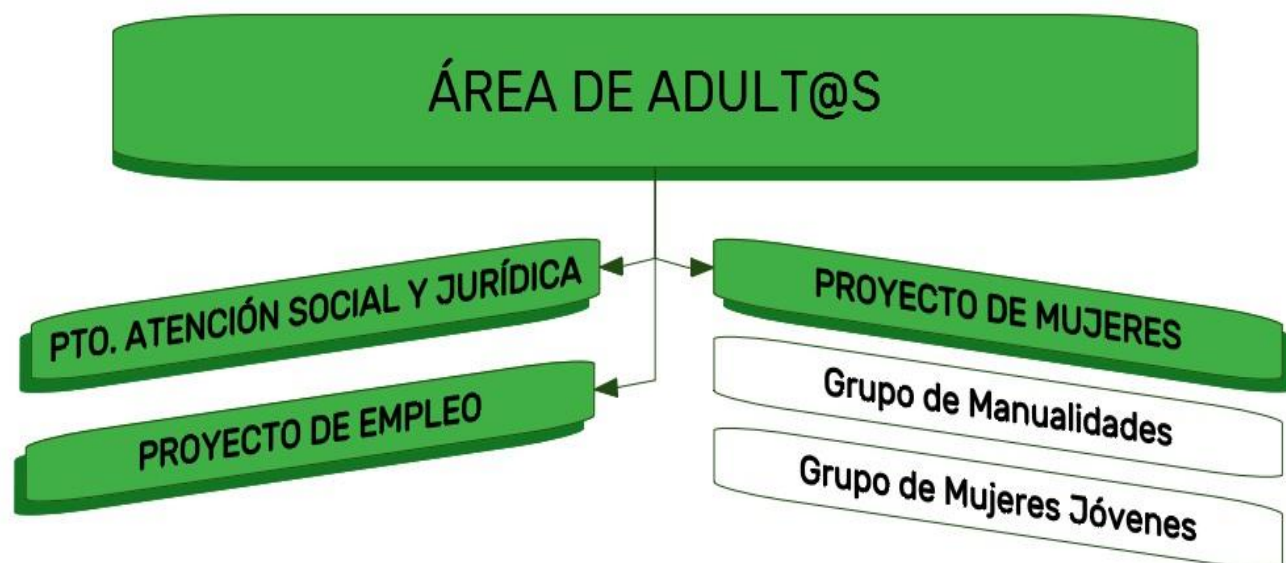 ÁREA DE ADULT@S
PTO. ATENCIÓN SOCIAL Y JURÍDICA
PROYECTO DE EMPLEO
PROYECTO DE MUJERES
Grupo de Manualidades
Grupo de Mujeres Jóvenes